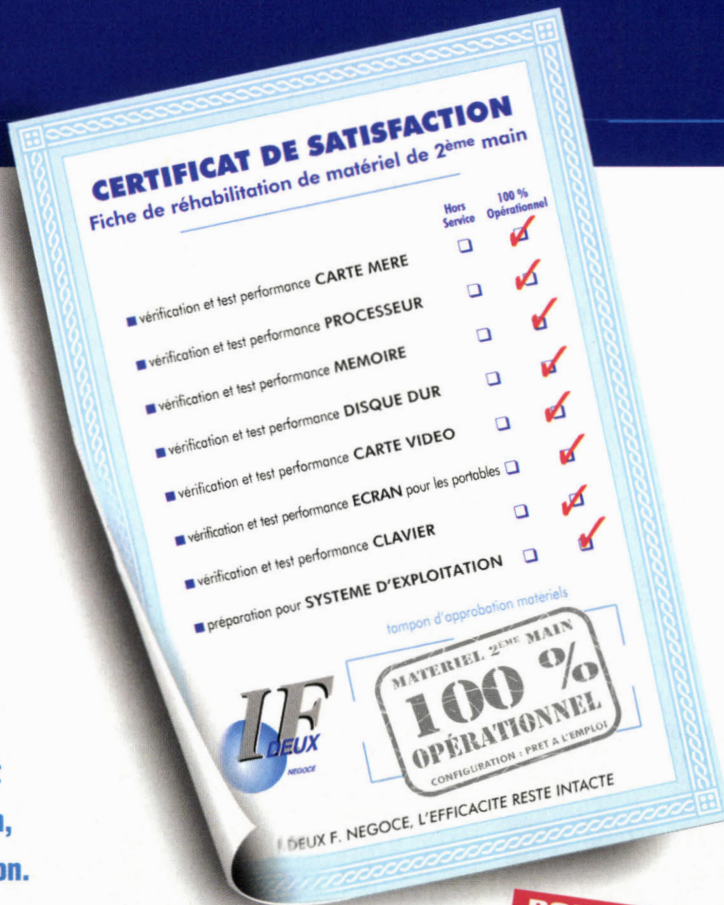 CERTIFICAT DE SATISFACTION
Fiche de réhabilitation de matériel de 2ème main
Hors Service
100 % Opérationnel
vérification et test performance CARTE MERE
vérification et test performance PROCESSEUR
vérification et test performance MEMOIRE
vérification et test performance DISQUE DUR
vérification et test performance CARTE VIDEO
vérification et test performance ECRAN pour les portables
vérification et test performance CLAVIER
préparation pour SYSTEME D'EXPLOITATION
tampon d'approbation matériels
MATERIEL 2EME MAIN
100 %
OPÉRATIONNEL
CONFIGURATION : PRET A L'EMPLOI
IF
DEUX
NEGOCE
DEUX F. NEGOCE, L'EFFICACITE RESTE INTACTE
on.